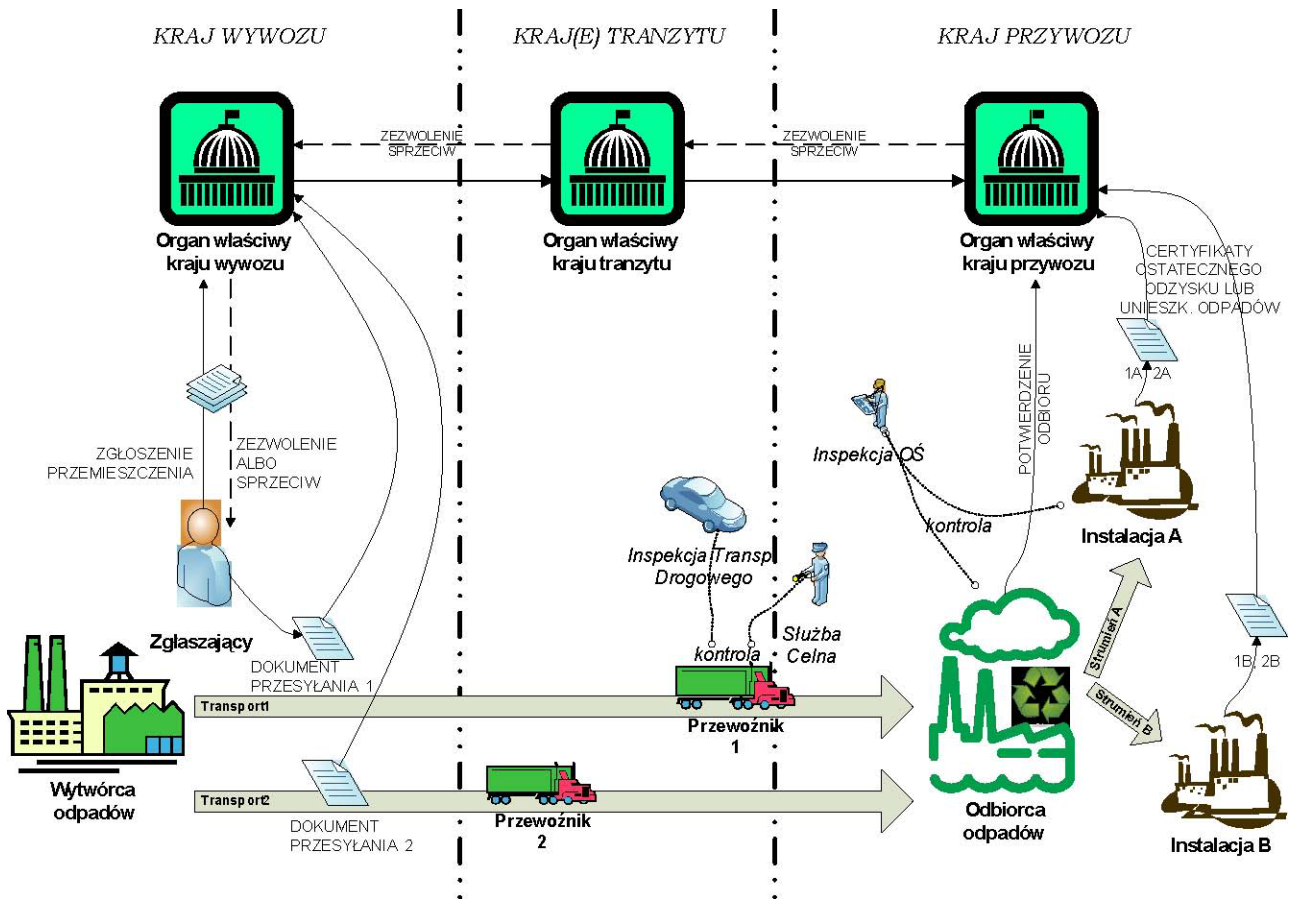 KRAJ WYWOZU
KRAJ(E) TRANZYTU
KRAJ PRZYWOZU
ZEZWOLENIE
SPRZECIW
ZEZWOLENIE
SPRZECIW
Organ właściwy
kraju wywozu
Organ właściwy
kraju tranzytu
Organ właściwy
kraju przywozu
CERTYFIKATY
OSTATECZNEGO
ODZYSKU LUB
UNIESZK. ODPADÓW
1A, 2A
ZGŁOSZENIE
PRZEMIESZCZENIA
ZEZWOLENIE
ALBO
SPRZECIW
POTWIERDZENIE
ODBIORU
Inspekcja OŚ
kontrola
Instalacja A
Inspekcja Transp.
Drogowego
Służba
Celna
kontrola
Zgłaszający
DOKUMENT
PRZESYŁANIA 1
Strumień A
Strumień B
1B, 2B
Transport1
Przewoźnik
1
Wytwórca
odpadów
Transport2
Przewoźnik
2
DOKUMENT
PRZESYŁANIA 2
Odbiorca
odpadów
Instalacja B